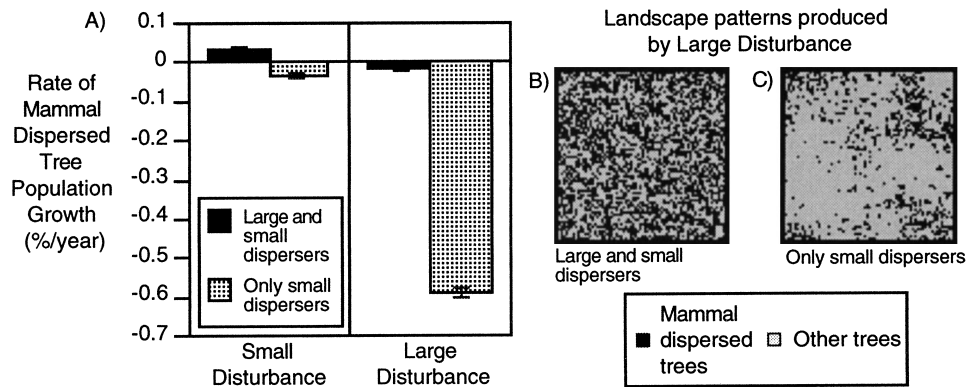 A)
Rate of
Mammal
Dispersed
Tree
Population
Growth
(%/year)
0.1
0
-0.1
-0.2
-0.3
-0.4
-0.5
-0.6
-0.7
Large and
small
dispersers
Only small
dispersers
Small
Disturbance
Large
Disturbance
Landscape patterns produced
by Large Disturbance
B)
Large and small
dispersers
C)
Only small dispersers
Mammal
dispersed
trees
Other trees